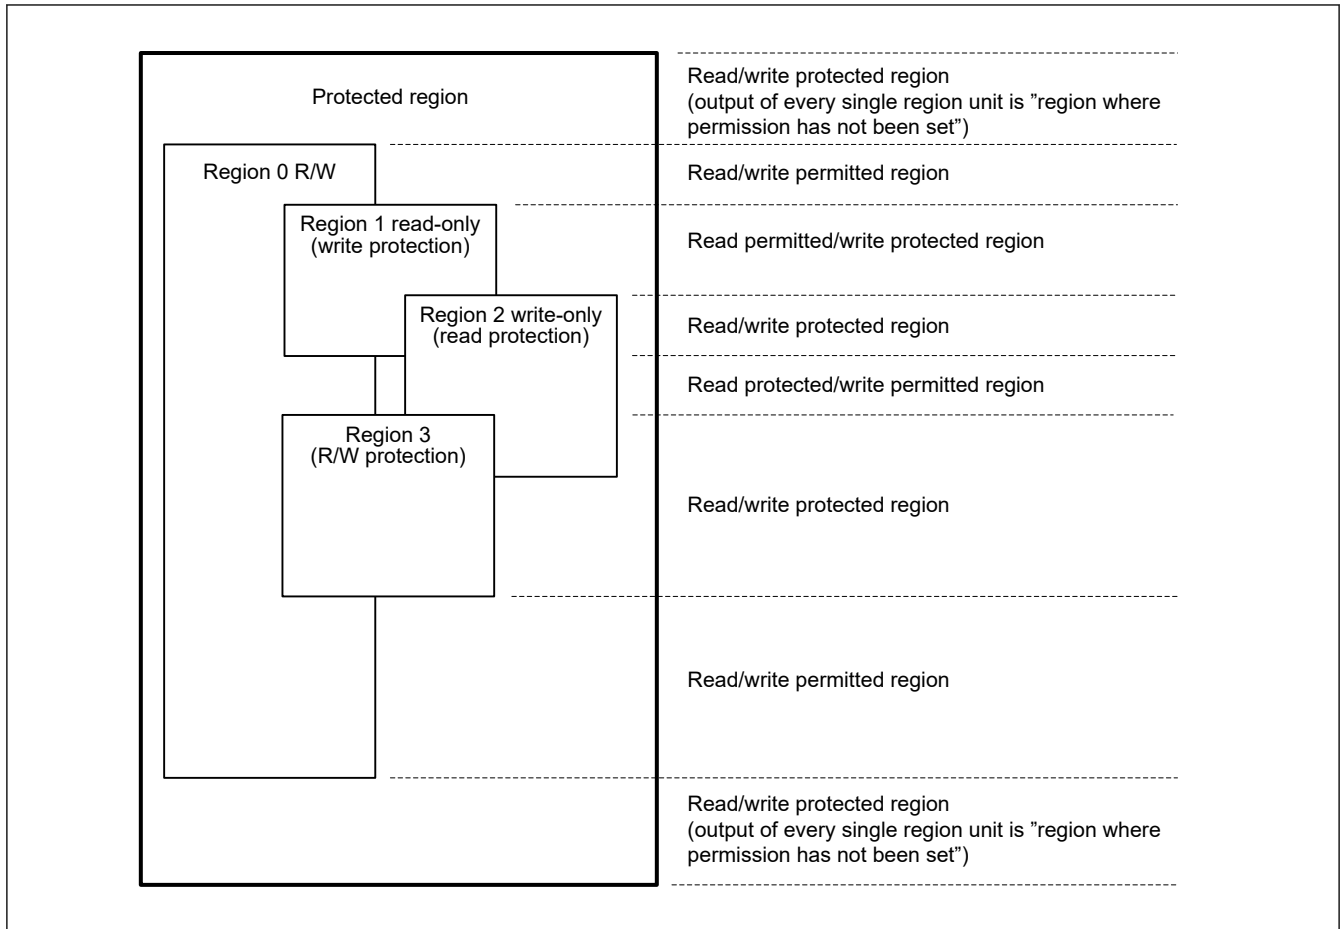 Protected region
Read/write protected region
(output of every single region unit is ”region where
permission has not been set”)
Region 0 R/W
Read/write permitted region
Region 1 read-only
(write protection)
Read permitted/write protected region
Region 2 write-only
(read protection)
Read/write protected region
Read protected/write permitted region
Region 3
(R/W protection)
Read/write protected region
Read/write permitted region
Read/write protected region
(output of every single region unit is ”region where
permission has not been set”)